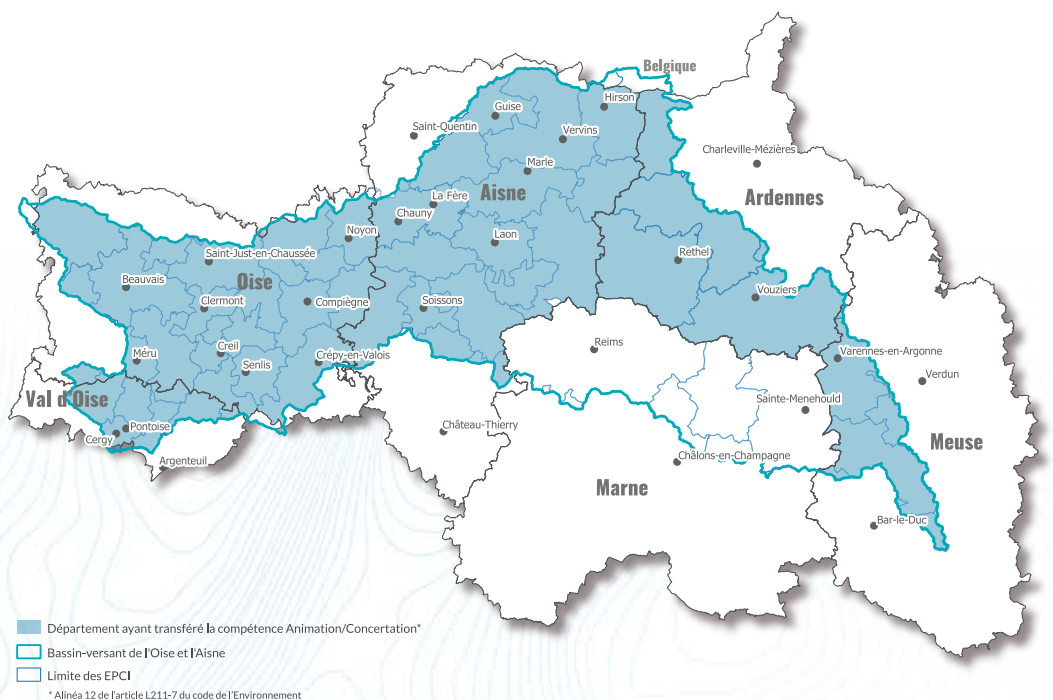 Belgique
Hirson
Guise
Saint-Quentin
Vervins
Charleville-Mézières
Marle
Aisne
Ardennes
La Fère
Chauny
Noyon
Laon
Saint-Just-en-Chaussée
Rethel
Beauvais
Oise
Vouziers
Clermont
Compiègne
Soissons
Reims
Creil
Méru
Crépy-en-Valois
Varennes-en-Argonne
Senlis
Verdun
Val d'Oise
Sainte-Menehould
Pontoise
Château-Thierry
Cergy
Meuse
Argenteuil
Châlons-en-Champagne
Marne
Bar-le-Duc
Département ayant transféré la compétence Animation/Concertation*
Bassin-versant de l'Oise et l'Aisne
Limite des EPCI
* Alinéa 12 de l'article L211-7 du code de l'Environnement